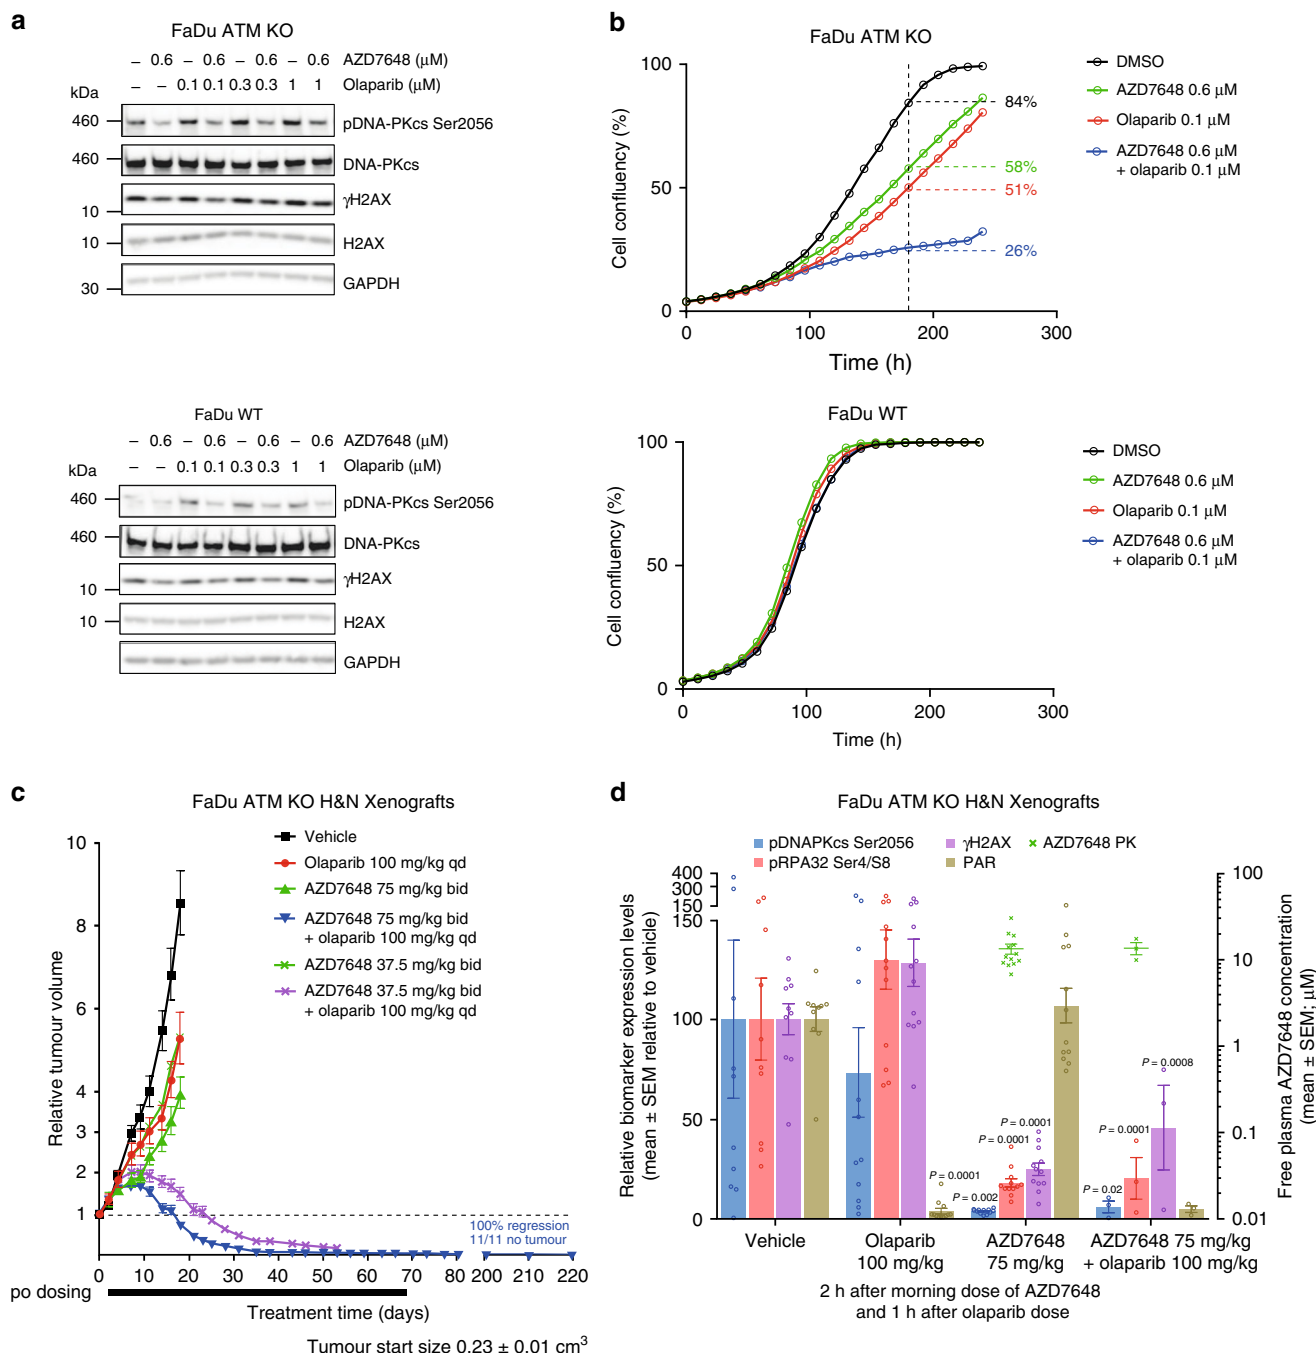 a
FaDu ATM KO
– 0.6 – 0.6 – 0.6 – 0.6 AZD7648 (μM)
– – 0.1 0.1 0.3 0.3 1 1 Olaparib (μM)
kDa
460 pDNA-PKcs Ser2056
460 DNA-PKcs
γH2AX
10
10 H2AX
30 GAPDH
FaDu WT
– 0.6 – 0.6 – 0.6 – 0.6 AZD7648 (μM)
– – 0.1 0.1 0.3 0.3 1 1 Olaparib (μM)
kDa
460 pDNA-PKcs Ser2056
460 DNA-PKcs
γH2AX
10
10 H2AX
GAPDH
b
FaDu ATM KO
Cell confluency (%)
100
50
0
0 100 200 300
Time (h)
84%
58%
51%
26%
DMSO
AZD7648 0.6 μM
Olaparib 0.1 μM
AZD7648 0.6 μM
+ olaparib 0.1 μM
FaDu WT
Cell confluency (%)
100
50
0
0 100 200 300
Time (h)
DMSO
AZD7648 0.6 μM
Olaparib 0.1 μM
AZD7648 0.6 μM
+ olaparib 0.1 μM
c
FaDu ATM KO H&N Xenografts
Relative tumour volume
10
8
6
4
3
2
1
Vehicle
Olaparib 100 mg/kg qd
AZD7648 75 mg/kg bid
AZD7648 75 mg/kg bid
+ olaparib 100 mg/kg qd
AZD7648 37.5 mg/kg bid
AZD7648 37.5 mg/kg bid
+ olaparib 100 mg/kg qd
100% regression
11/11 no tumour
0 10 20 30 40 50 60 70 80 200 210 220
po dosing
Treatment time (days)
Tumour start size 0.23 ± 0.01 cm³
d
FaDu ATM KO H&N Xenografts
pDNAPKcs Ser2056 γH2AX AZD7648 PK
pRPA32 Ser4/S8 PAR
Relative biomarker expression levels
(mean ± SEM relative to vehicle)
400
300
150
150
100
50
0
Free plasma AZD7648 concentration
(mean ± SEM; μM)
100
10
1
0.1
0.01
P = 0.0001
P = 0.002
P = 0.0001
P = 0.0001
P = 0.02
P = 0.0001
P = 0.0008
Vehicle
Olaparib
100 mg/kg
AZD7648
75 mg/kg
AZD7648 75 mg/kg
+ olaparib 100 mg/kg
2 h after morning dose of AZD7648
and 1 h after olaparib dose